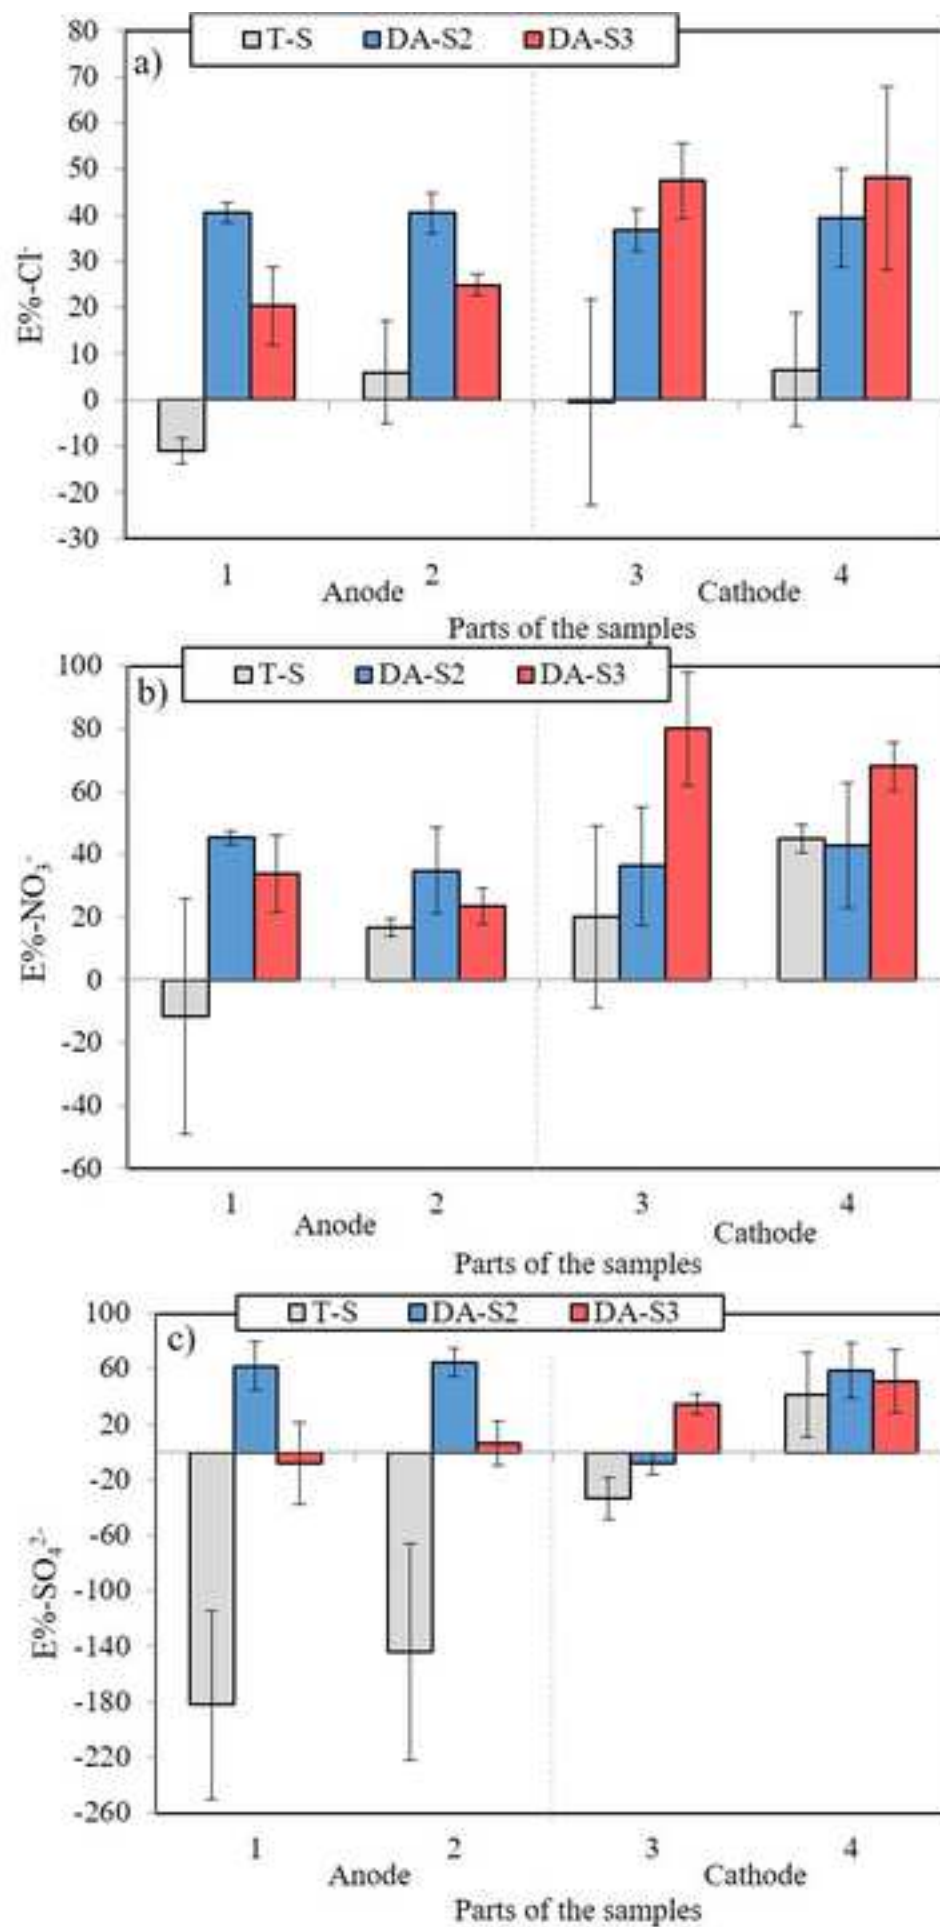 T-S DA-S2 DA-S3
a)
80
70
60
50
40
30
20
10
0
-10
-20
-30
E%-Cl⁻
1 2 3 4
Anode Cathode
Parts of the samples
T-S DA-S2 DA-S3
b)
100
80
60
40
20
0
-20
-40
-60
E%-NO₃⁻
1 2 3 4
Anode Cathode
Parts of the samples
T-S DA-S2 DA-S3
c)
100
60
20
-20
-60
-100
-140
-180
-220
-260
E%-SO₄²⁻
1 2 3 4
Anode Cathode
Parts of the samples